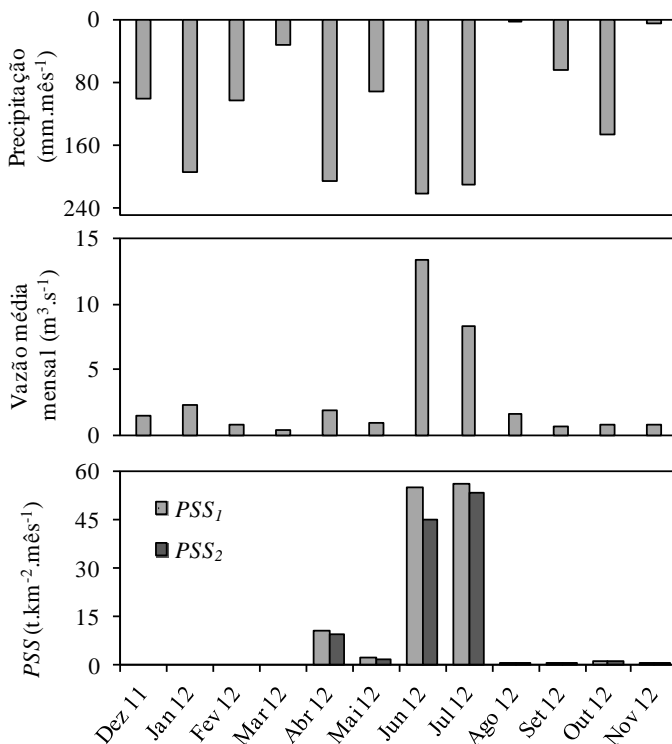 Precipitação
(mm.mês⁻¹)
0
80
160
240
Vazão média
mensal (m³.s⁻¹)
15
10
5
0
PSS (t.km⁻².mês⁻¹)
60
45
30
15
0
PSS₁
PSS₂
Dez 11
Jan 12
Fev 12
Mar 12
Abr 12
Mai 12
Jun 12
Jul 12
Ago 12
Set 12
Out 12
Nov 12